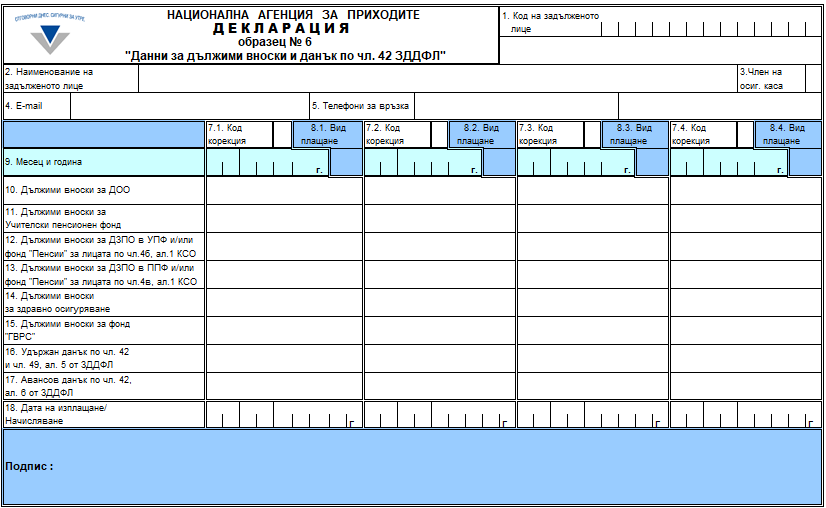 ОТГОВОРНИ ДНЕС, СИГУРНИ ЗА УТРЕ.
НАЦИОНАЛНА АГЕНЦИЯ ЗА ПРИХОДИТЕ
ДЕКЛАРАЦИЯ
образец № 6
"Данни за дължими вноски и данък по чл. 42 ЗДДФЛ"
1. Код на задълженото
лице
2. Наименование на
задълженото лице
3.Член на
осиг. каса
4. E-mail
5. Телефони за връзка
7.1. Код
корекция
8.1. Вид
плащане
7.2. Код
корекция
8.2. Вид
плащане
7.3. Код
корекция
8.3. Вид
плащане
7.4. Код
корекция
8.4. Вид
плащане
9. Месец и година
г.
г.
г.
г.
10. Дължими вноски за ДОО
11. Дължими вноски за
Учителски пенсионен фонд
12. Дължими вноски за ДЗПО в УПФ и/или
фонд "Пенсии" за лицата по чл.4б, ал.1 КСО
13. Дължими вноски за ДЗПО в ППФ и/или
фонд "Пенсии" за лицата по чл.4в, ал.1 КСО
14. Дължими вноски
за здравно осигуряване
15. Дължими вноски за фонд
"ГВРС"
16. Удържан данък по чл. 42
и чл. 49, ал. 5 от ЗДДФЛ
17. Авансов данък по чл. 42,
ал. 6 от ЗДДФЛ
18. Дата на изплащане/
Начисляване
г
г
г
г
Подпис :